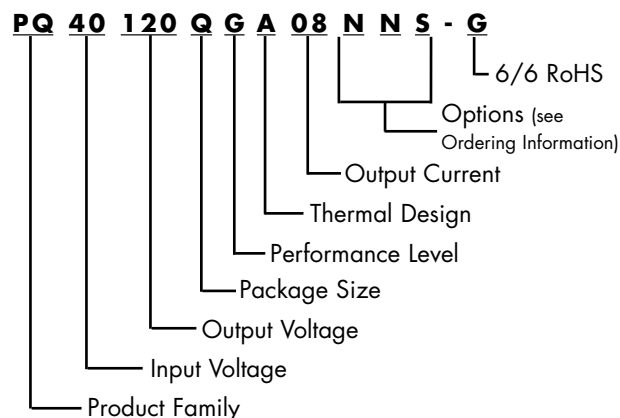 PQ 40 120 Q G A 08 N N S - G
6/6 RoHS
Options (see
Ordering Information)
Output Current
Thermal Design
Performance Level
Package Size
Output Voltage
Input Voltage
Product Family